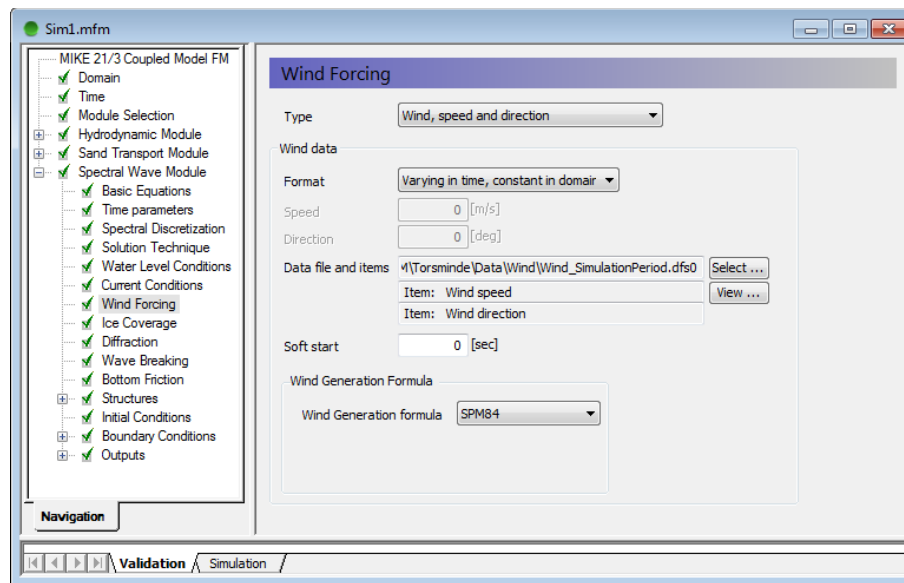 Sim1.mfm
MIKE 21/3 Coupled Model FM
Domain
Time
Module Selection
Hydrodynamic Module
Sand Transport Module
Spectral Wave Module
Basic Equations
Time parameters
Spectral Discretization
Solution Technique
Water Level Conditions
Current Conditions
Wind Forcing
Ice Coverage
Diffraction
Wave Breaking
Bottom Friction
Structures
Initial Conditions
Boundary Conditions
Outputs
Navigation
Wind Forcing
Type Wind, speed and direction
Wind data
Format Varying in time, constant in domain
Speed 0 [m/s]
Direction 0 [deg]
Data file and items \Torsminde\Data\Wind\Wind_SimulationPeriod.dfs0 Select ...
Item: Wind speed View ...
Item: Wind direction
Soft start 0 [sec]
Wind Generation Formula
Wind Generation formula SPM84
Validation Simulation